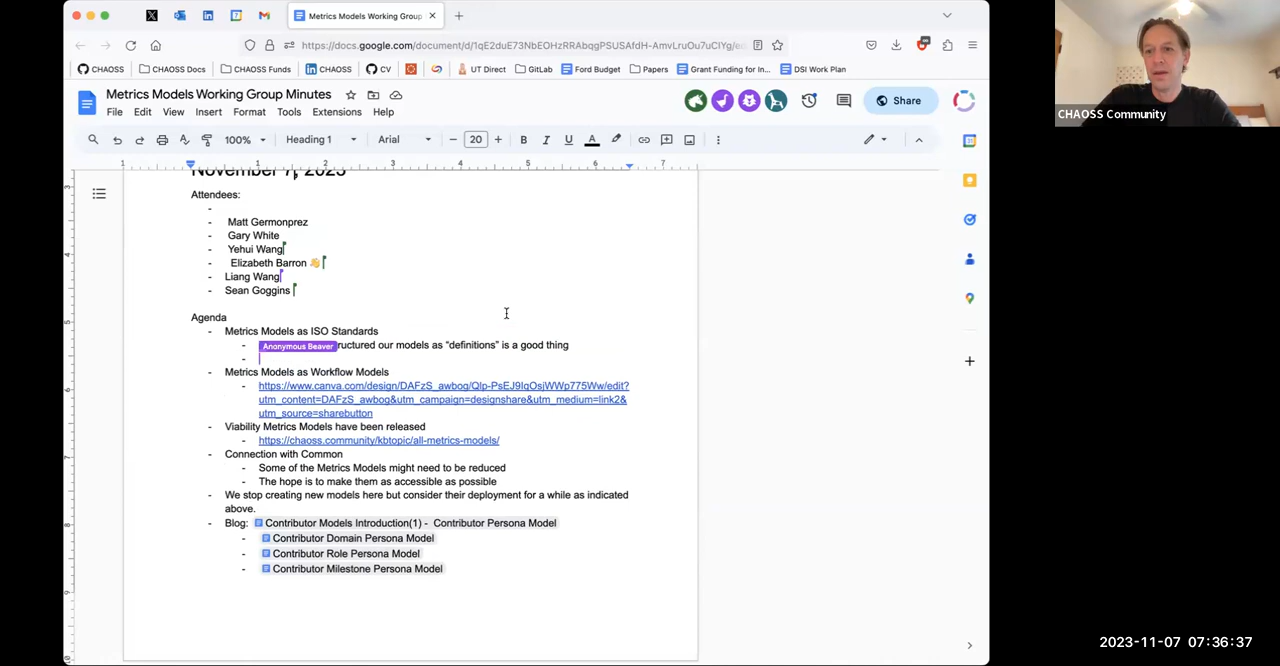 Metrics Models Working Group
https://docs.google.com/document/d/1qE2duE73NbEOHzRRAbqgPSUSAfdH-AmvLruOu7uCIYg/ed
CHAOSS
CHAOSS Docs
CHAOSS Funds
CHAOSS
CV
UT Direct
GitLab
Ford Budget
Papers
Grant Funding for In...
DSI Work Plan
Metrics Models Working Group Minutes
File Edit View Insert Format Tools Extensions Help
Share
100% Heading 1 Arial 20
1 1 2 3 4 5 6 7
November 7, 2023
Attendees:
-
- Matt Germonprez
- Gary White
- Yehui Wang
- Elizabeth Barron 👋
- Liang Wang
- Sean Goggins
Agenda
- Metrics Models as ISO Standards
- Anonymous Beaver ructured our models as “definitions” is a good thing
-
- Metrics Models as Workflow Models
- https://www.canva.com/design/DAFzS_awbog/Qlp-PsEJ9IqOsjWWp775Ww/edit?
utm_content=DAFzS_awbog&utm_campaign=designshare&utm_medium=link2&
utm_source=sharebutton
- Viability Metrics Models have been released
- https://chaoss.community/kbtopic/all-metrics-models/
- Connection with Common
- Some of the Metrics Models might need to be reduced
- The hope is to make them as accessible as possible
- We stop creating new models here but consider their deployment for a while as indicated
above.
- Blog: Contributor Models Introduction(1) - Contributor Persona Model
- Contributor Domain Persona Model
- Contributor Role Persona Model
- Contributor Milestone Persona Model
CHAOSS Community
2023-11-07 07:36:37